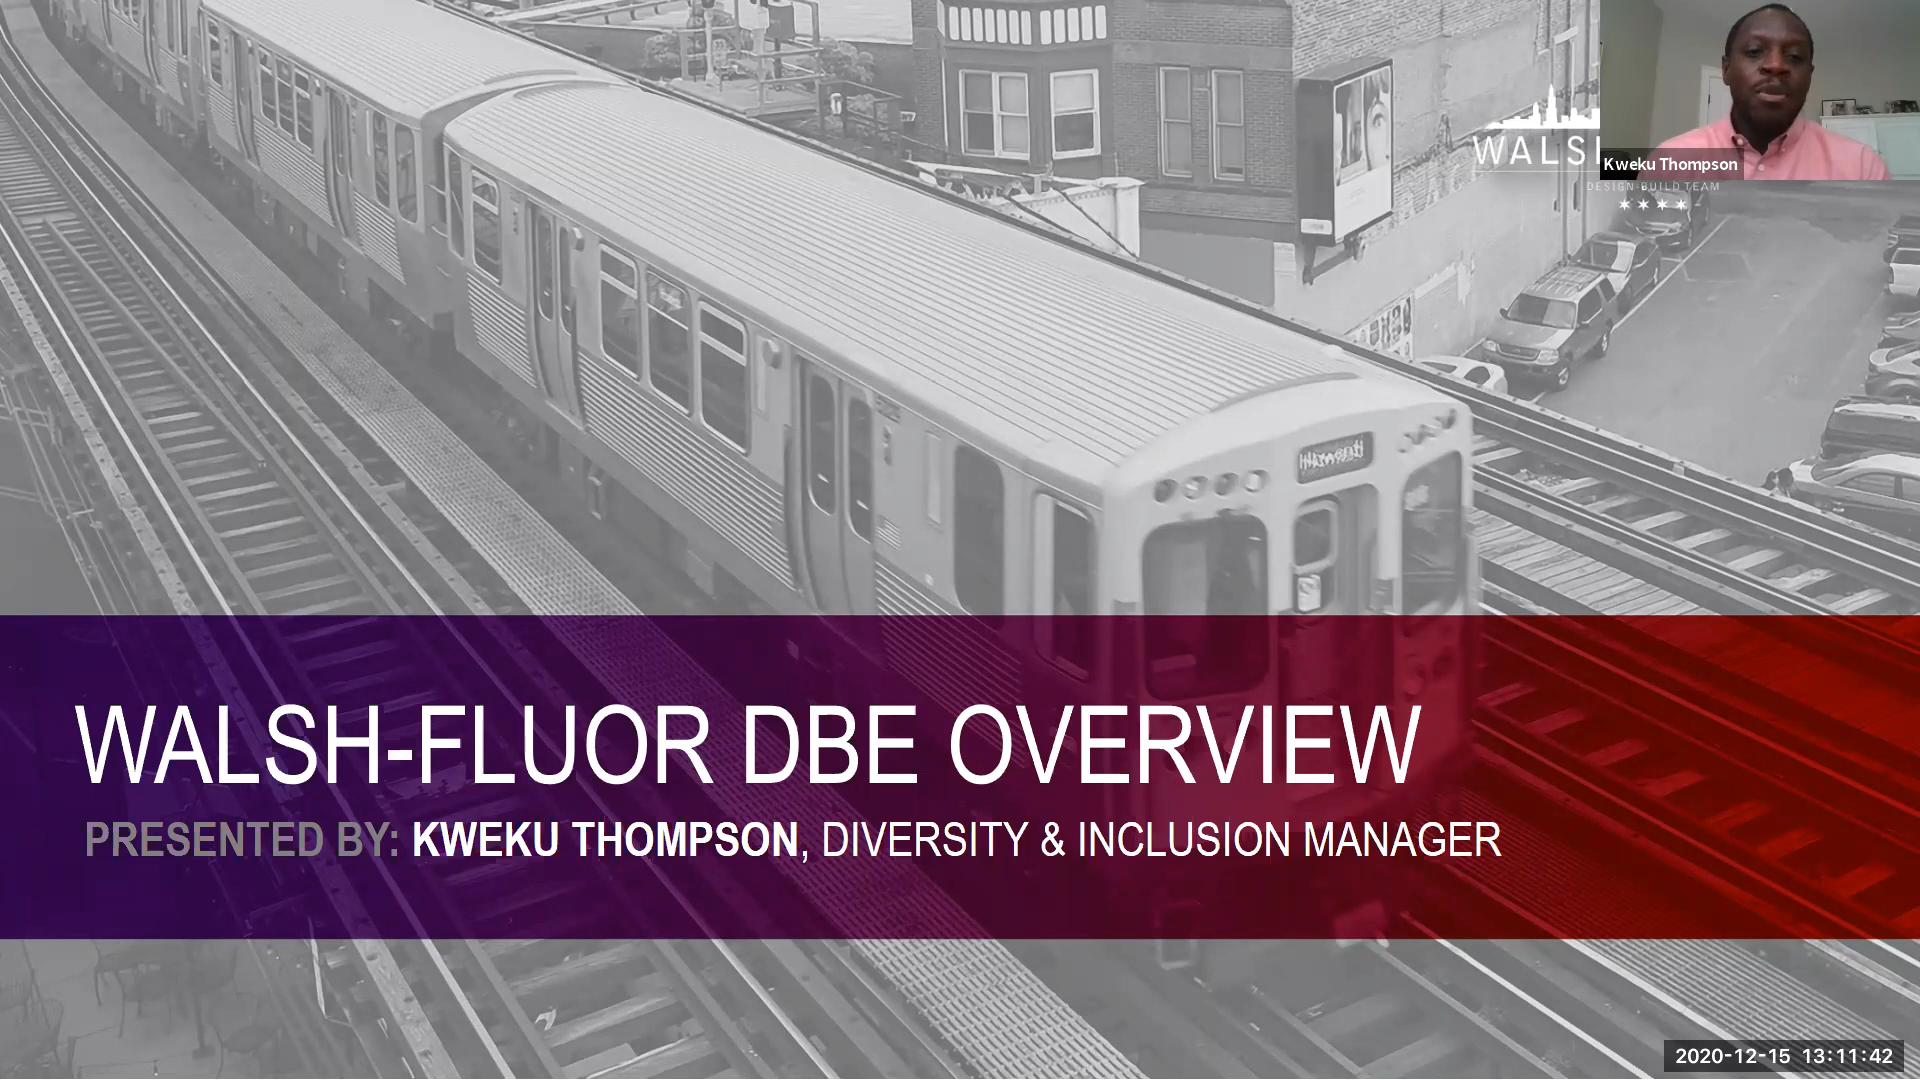 WALS
Kweku Thompson
DESIGN-BUILD TEAM
WALSH-FLUOR DBE OVERVIEW
PRESENTED BY: KWEKU THOMPSON, DIVERSITY & INCLUSION MANAGER
2020-12-15 13:11:42